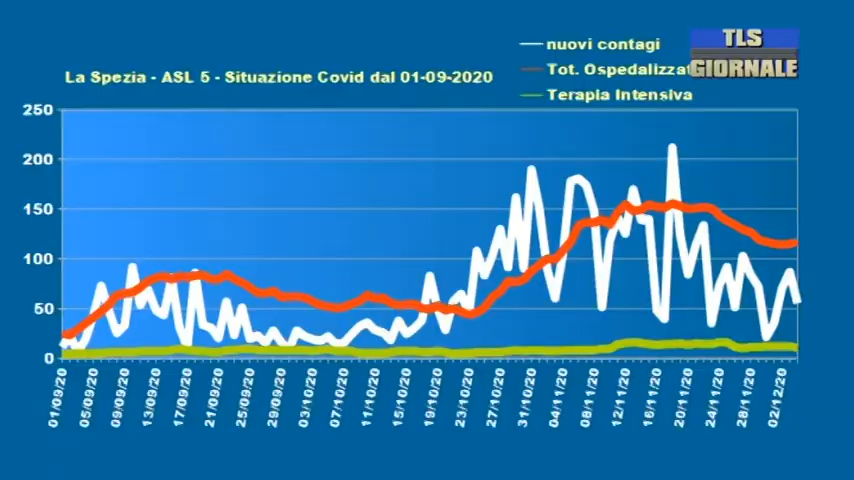 nuovi contagi
TLS
La Spezia - ASL 5 - Situazione Covid dal 01-09-2020
Tot. Ospedalizzat
GIORNALE
Terapia Intensiva
250
200
150
100
50
0
01/09/20 05/09/20 09/09/20 13/09/20 17/09/20 21/09/20 25/09/20 29/09/20 03/10/20 07/10/20 11/10/20 15/10/20 19/10/20 23/10/20 27/10/20 31/10/20 04/11/20 08/11/20 12/11/20 16/11/20 20/11/20 24/11/20 28/11/20 02/12/20